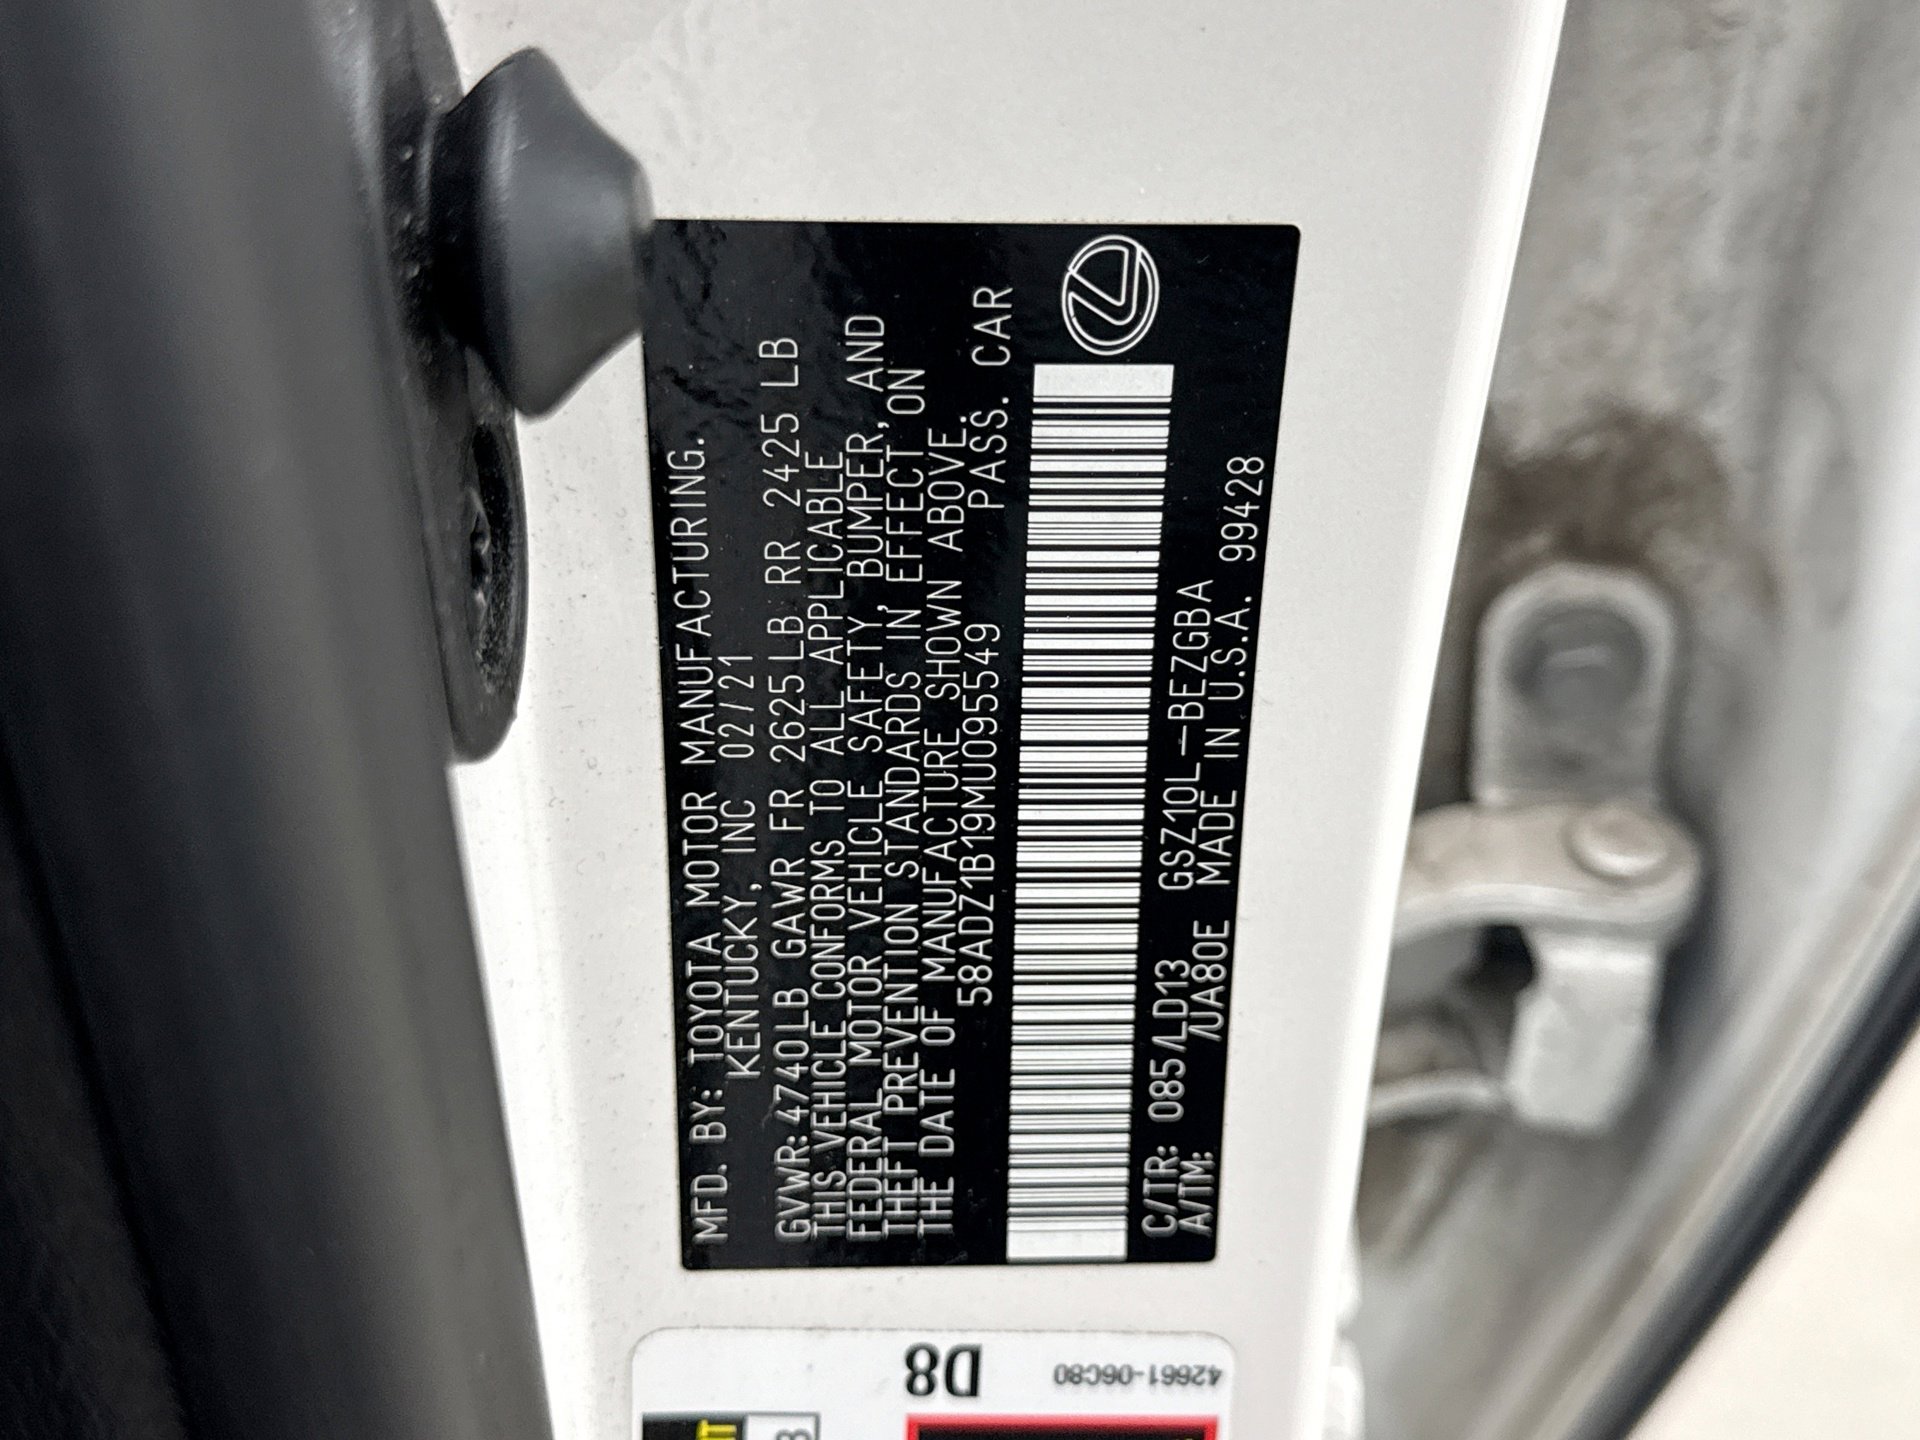 MFD. BY: TOYOTA MOTOR MANUFACTURING.
KENTUCKY, INC 02/21
GVWR: 4740LB GAWR FR 2625LB RR 2425 LB
THIS VEHICLE CONFORMS TO ALL APPLICABLE
FEDERAL MOTOR VEHICLE SAFETY, BUMPER, AND
THEFT PREVENTION STANDARDS IN EFFECT ON
THE DATE OF MANUFACTURE SHOWN ABOVE.
58ADZ1B19MU095549 PASS. CAR
C/TR: 085/LD13 GSZ10L-BEZGBA
A/TM: /UA80E MADE IN U.S.A. 99428
D8
42661-06C80